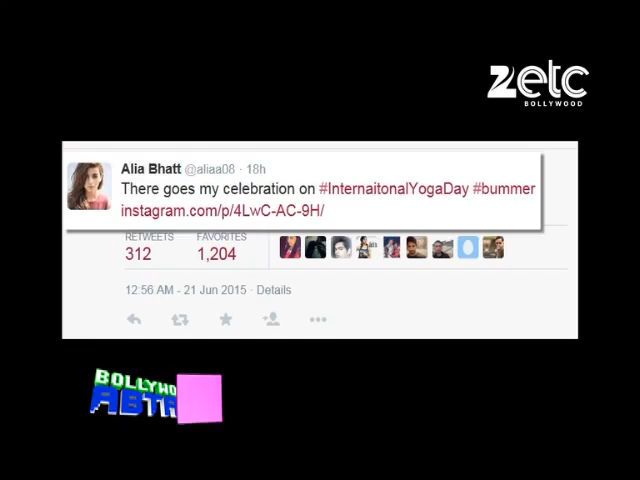 zetc
BOLLYWOOD
Alia Bhatt @aliaa08 · 18h
There goes my celebration on #InternaitonalYogaDay #bummer
instagram.com/p/4LwC-AC-9H/
RETWEETS FAVORITES
312 1,204
12:56 AM - 21 Jun 2015 · Details
BOLLYWO